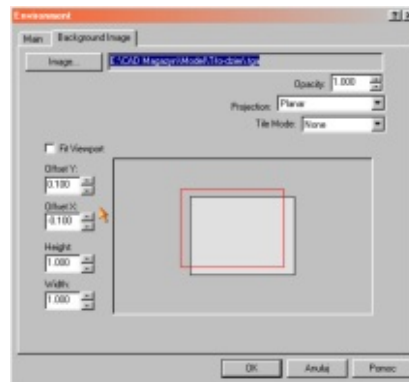 Environment
Main
Background Image
Image...
Opacity: 1.000
Projection: Planar
Tile Mode: None
Fit Viewport
Offset Y:
0.100
Offset X:
-0.100
Height:
1.000
Width:
1.000
OK
Anuluj
Pomoc